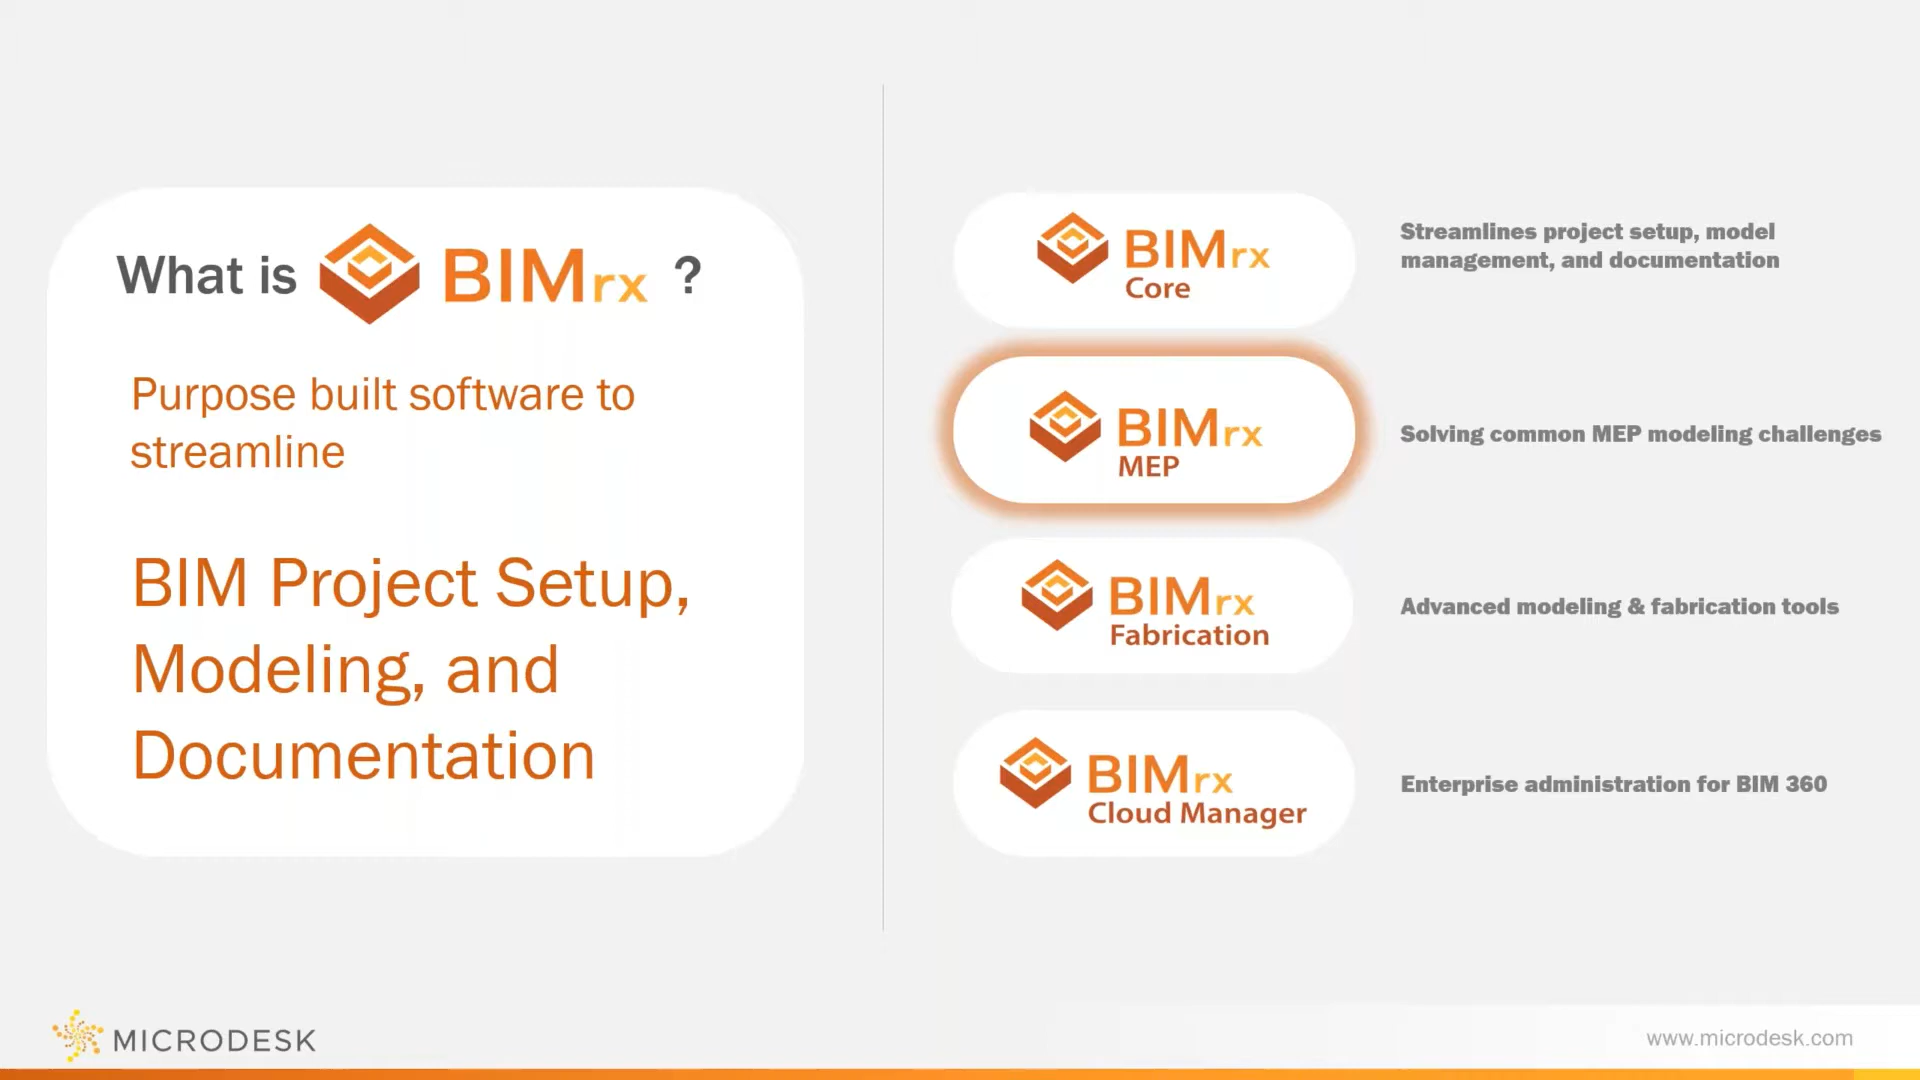 What is BIMrx ?
Purpose built software to
streamline
BIM Project Setup,
Modeling, and
Documentation
BIMrx
Core
Streamlines project setup, model
management, and documentation
BIMrx
MEP
Solving common MEP modeling challenges
BIMrx
Fabrication
Advanced modeling & fabrication tools
BIMrx
Cloud Manager
Enterprise administration for BIM 360
MICRODESK
www.microdesk.com